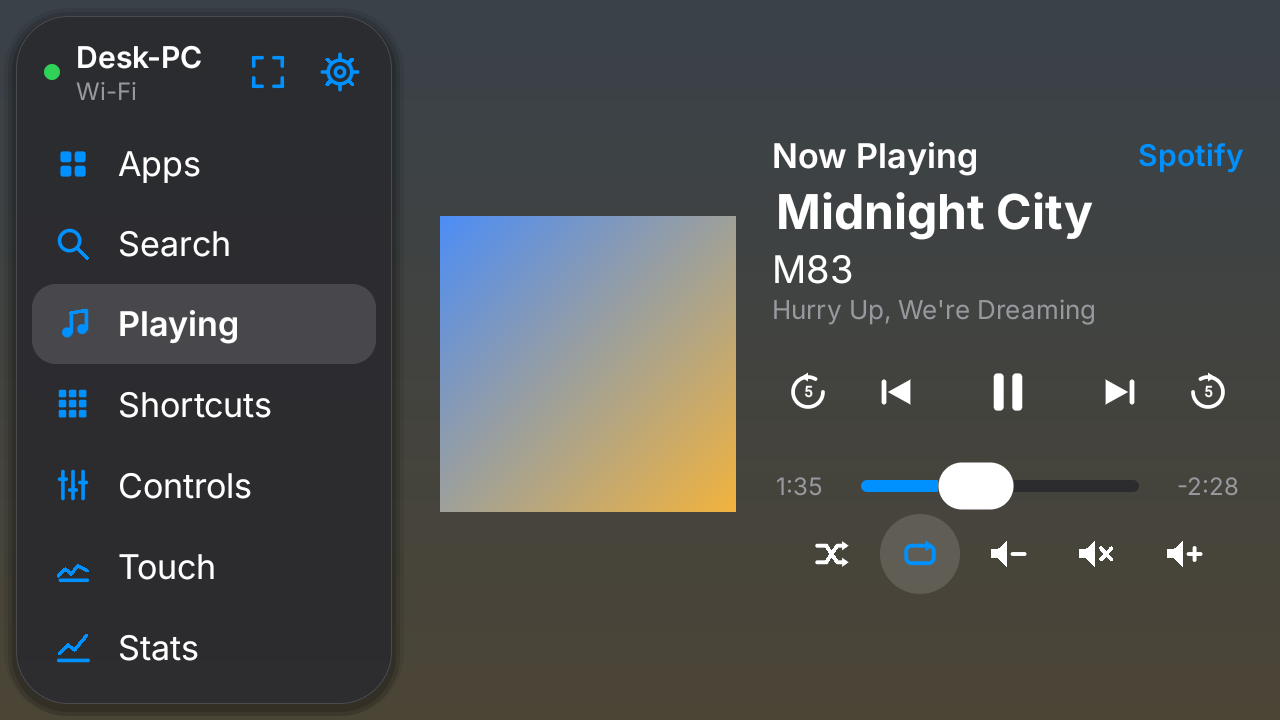 Desk-PC
Wi-Fi
Apps
Search
Playing
Shortcuts
Controls
Touch
Stats
Now Playing
Spotify
Midnight City
M83
Hurry Up, We're Dreaming
5
5
1:35
-2:28